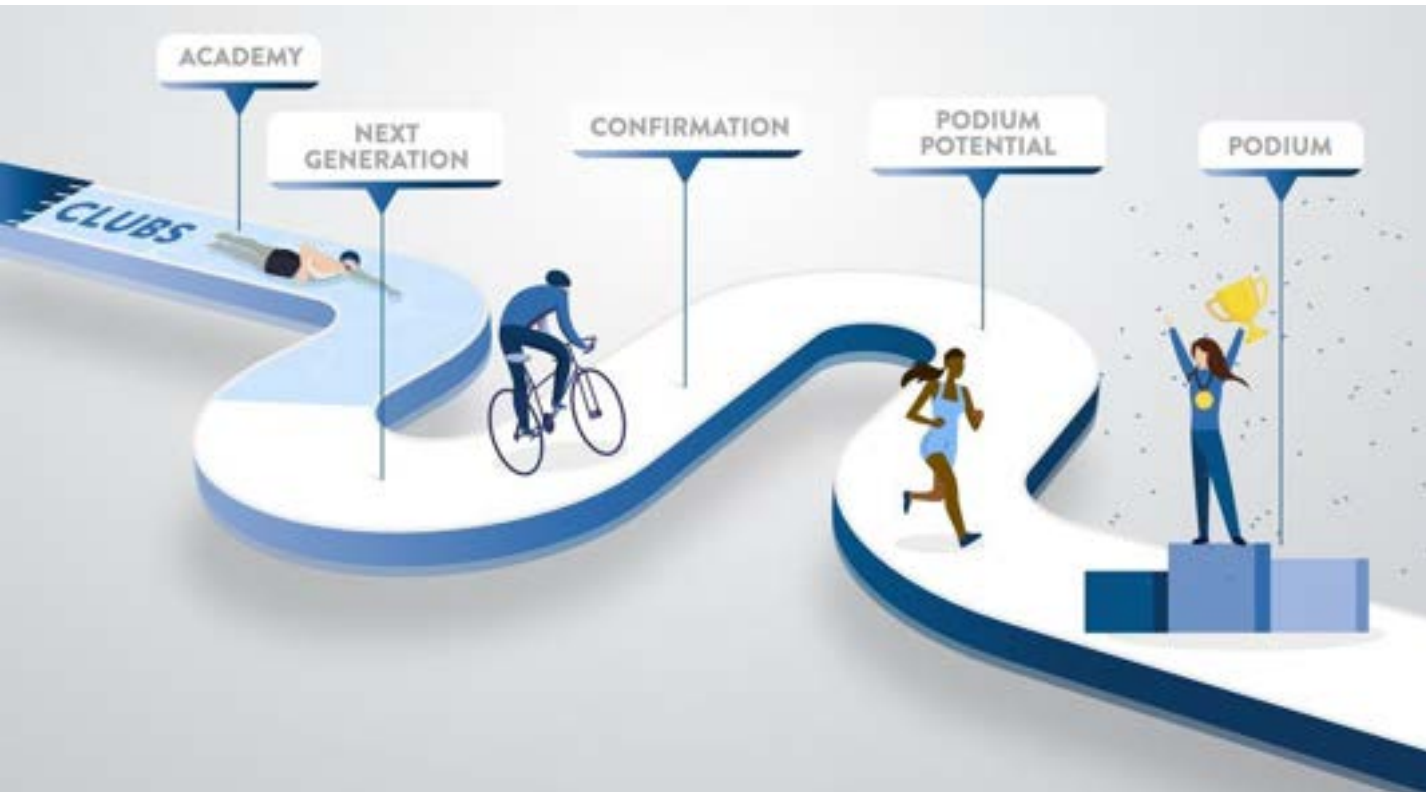 ACADEMY
NEXT
GENERATION
CONFIRMATION
PODIUM
POTENTIAL
PODIUM
CLUBS